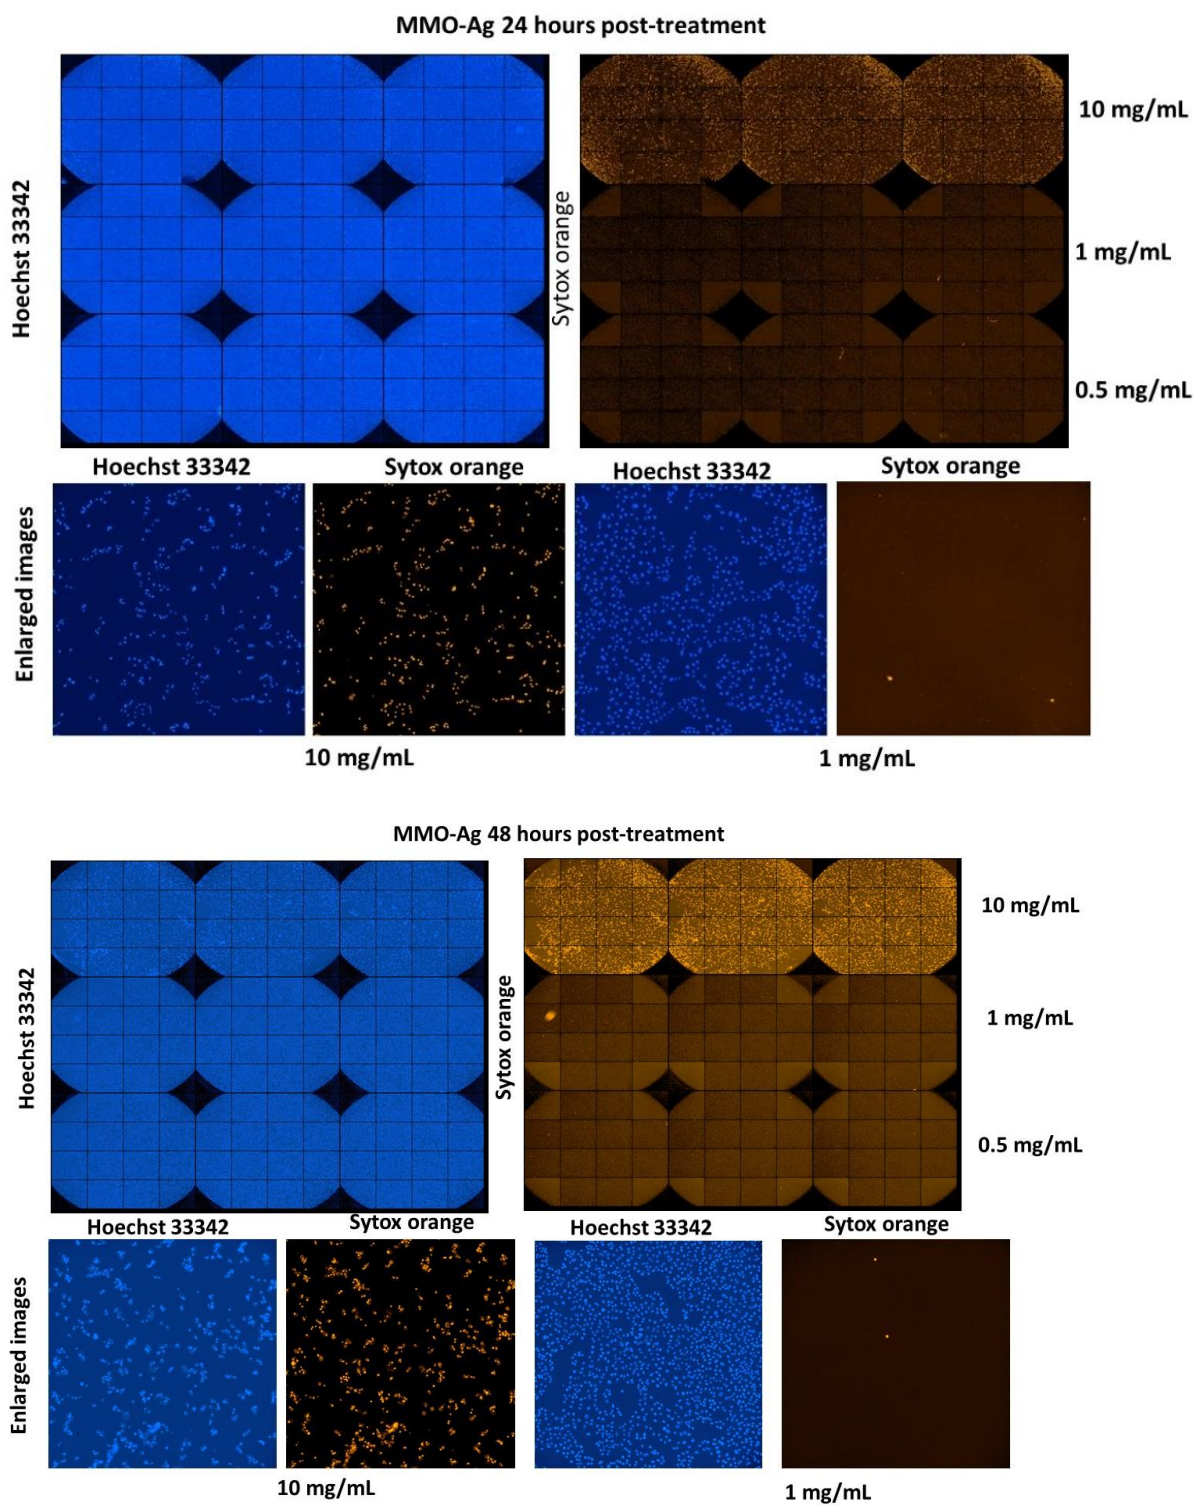 MMO-Ag 24 hours post-treatment
Hoechst 33342
Sytox orange
10 mg/mL
1 mg/mL
0.5 mg/mL
Hoechst 33342
Sytox orange
Hoechst 33342
Sytox orange
Enlarged images
10 mg/mL
1 mg/mL
MMO-Ag 48 hours post-treatment
Hoechst 33342
Sytox orange
10 mg/mL
1 mg/mL
0.5 mg/mL
Hoechst 33342
Sytox orange
Hoechst 33342
Sytox orange
Enlarged images
10 mg/mL
1 mg/mL